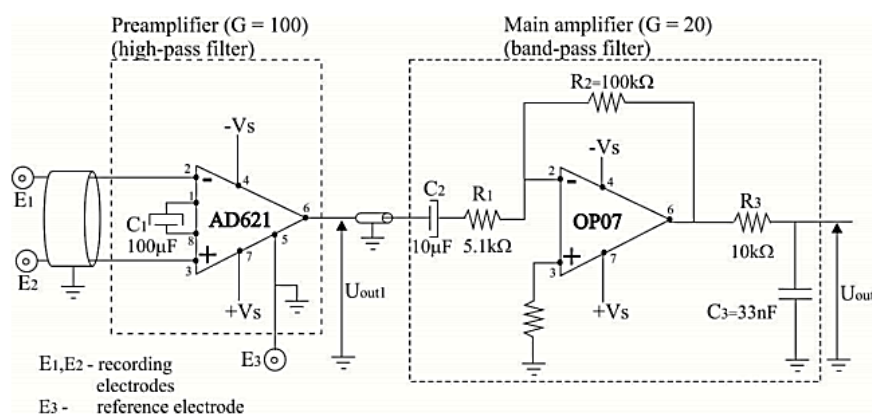 Preamplifier (G = 100)
(high-pass filter)
Main amplifier (G = 20)
(band-pass filter)
R2=100kΩ
-Vs
-Vs
2
-
4
2
-
4
E1
1
C1
100μF
AD621
6
C2
10μF
R1
5.1kΩ
OP07
6
R3
10kΩ
8
+
3
5
7
3
+
7
E2
+Vs
Uout1
+Vs
C3=33nF
Uout
E3
E1,E2 - recording
electrodes
E3 - reference electrode